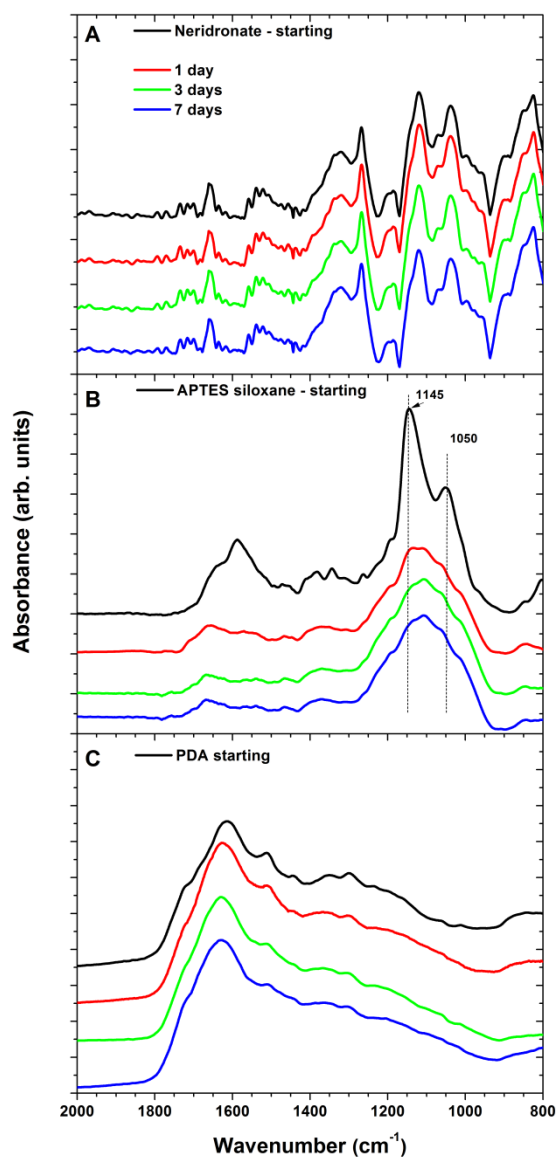 A
Neridronate - starting
1 day
3 days
7 days
B
APTES siloxane - starting
1145
1050
C
PDA starting
Absorbance (arb. units)
2000 1800 1600 1400 1200 1000 800
Wavenumber (cm⁻¹)